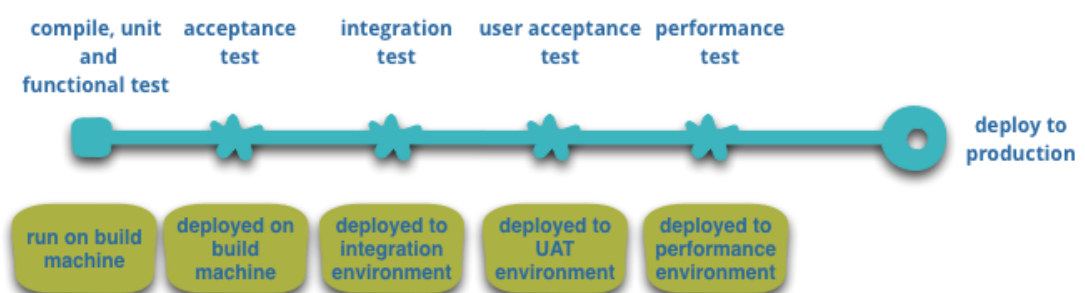 compile, unit
and
functional test
acceptance
test
integration
test
user acceptance
test
performance
test
deploy to
production
run on build
machine
deployed on
build
machine
deployed to
integration
environment
deployed to
UAT
environment
deployed to
performance
environment